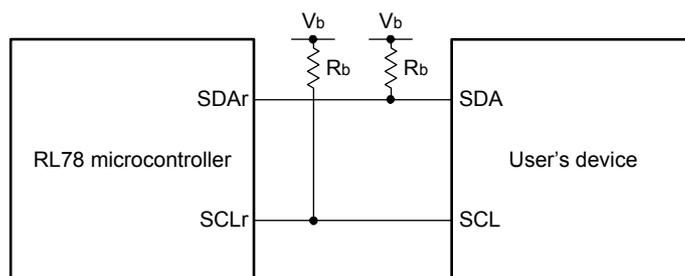 Vb Vb
Rb Rb
SDAr SDA
RL78 microcontroller User's device
SCLr SCL